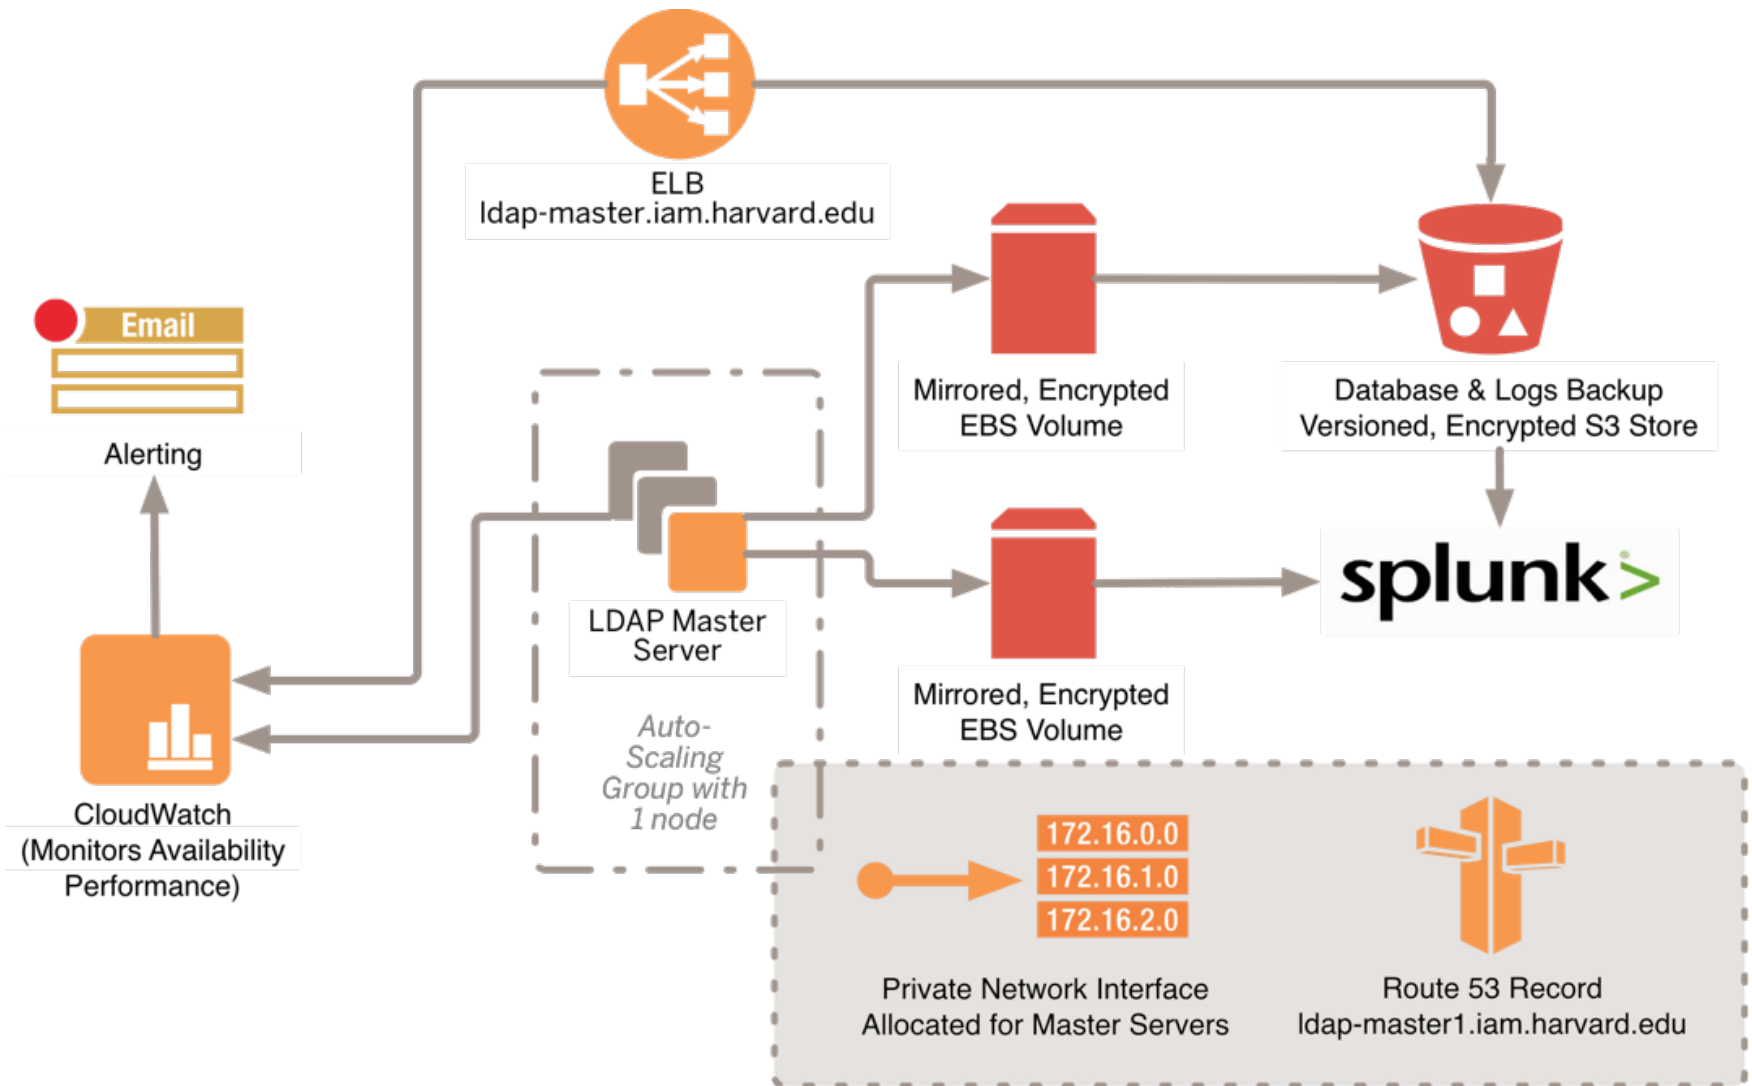 ELB
ldap-master.iam.harvard.edu
Email
Alerting
Mirrored, Encrypted
EBS Volume
Database & Logs Backup
Versioned, Encrypted S3 Store
LDAP Master
Server
splunk>
Auto-
Scaling
Group with
1 node
Mirrored, Encrypted
EBS Volume
CloudWatch
(Monitors Availability
Performance)
172.16.0.0
172.16.1.0
172.16.2.0
Private Network Interface
Allocated for Master Servers
Route 53 Record
ldap-master1.iam.harvard.edu